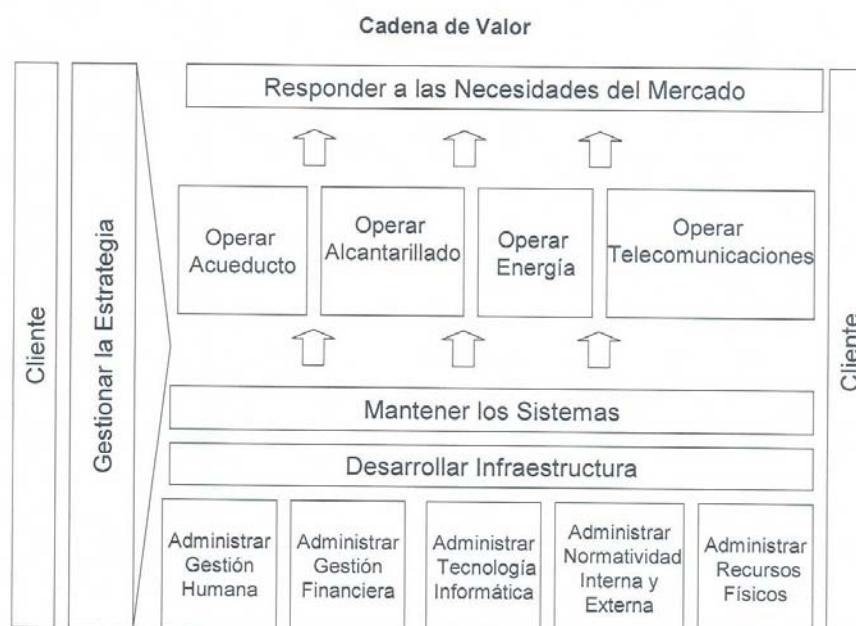 Cadena de Valor
Cliente
Gestionar la Estrategia
Responder a las Necesidades del Mercado
Operar
Acueducto
Operar
Alcantarillado
Operar
Energía
Operar
Telecomunicaciones
Mantener los Sistemas
Desarrollar Infraestructura
Administrar
Gestión
Humana
Administrar
Gestión
Financiera
Administrar
Tecnología
Informática
Administrar
Normatividad
Interna y
Externa
Administrar
Recursos
Físicos
Cliente